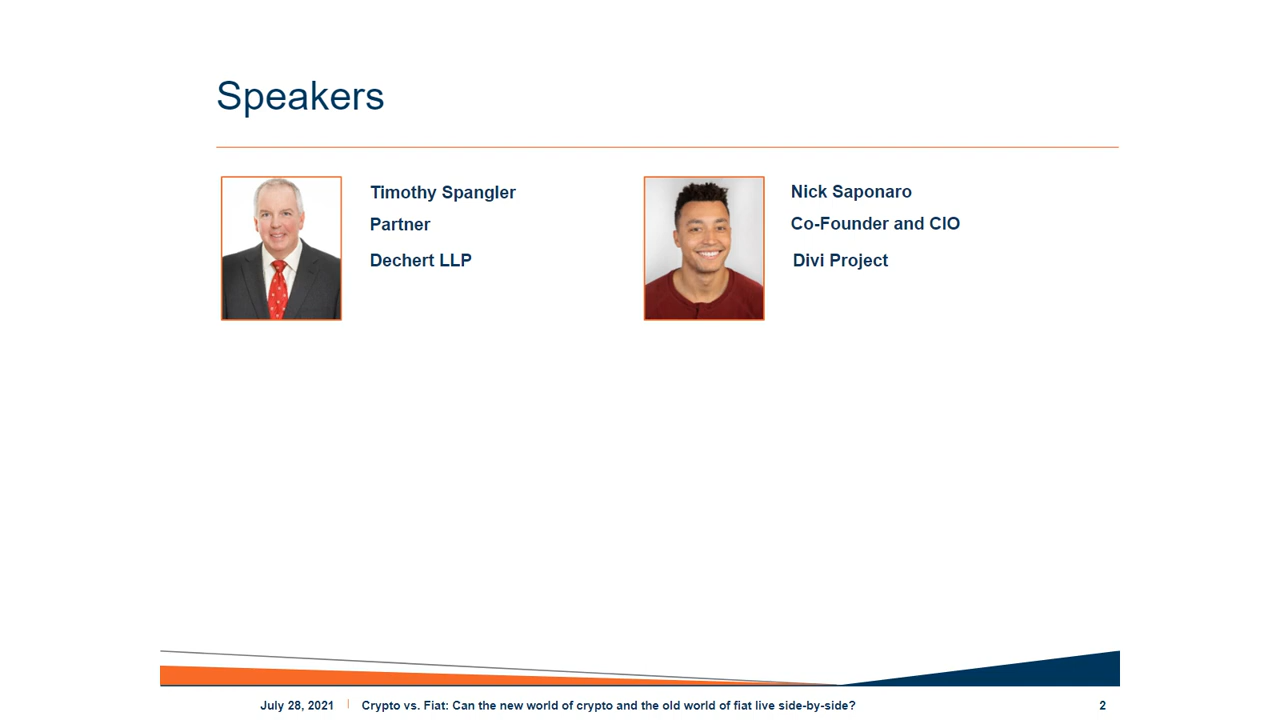 Speakers
Timothy Spangler
Partner
Dechert LLP
Nick Saponaro
Co-Founder and CIO
Divi Project
July 28, 2021
Crypto vs. Fiat: Can the new world of crypto and the old world of fiat live side-by-side?
2